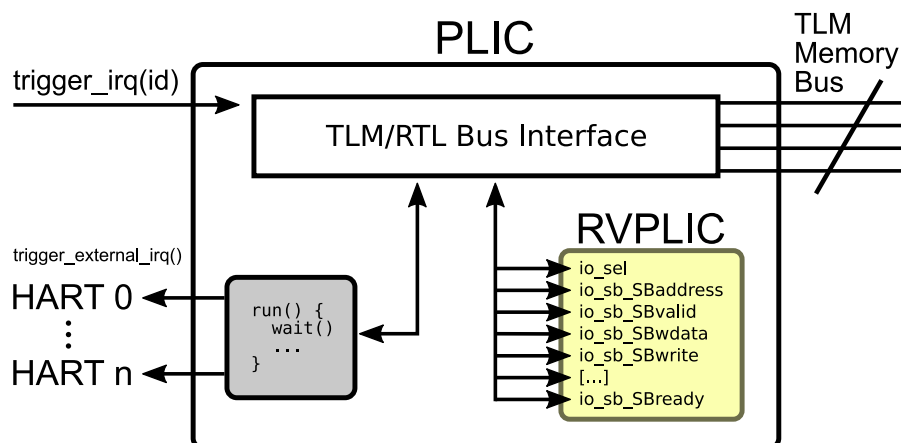 PLIC
TLM
Memory
Bus
trigger_irq(id)
TLM/RTL Bus Interface
trigger_external_irq()
HART 0
HART n
run() {
wait()
...
}
RVPLIC
io_sel
io_sb_SBaddress
io_sb_SBvalid
io_sb_SBwdata
io_sb_SBwrite
[...]
io_sb_SBready